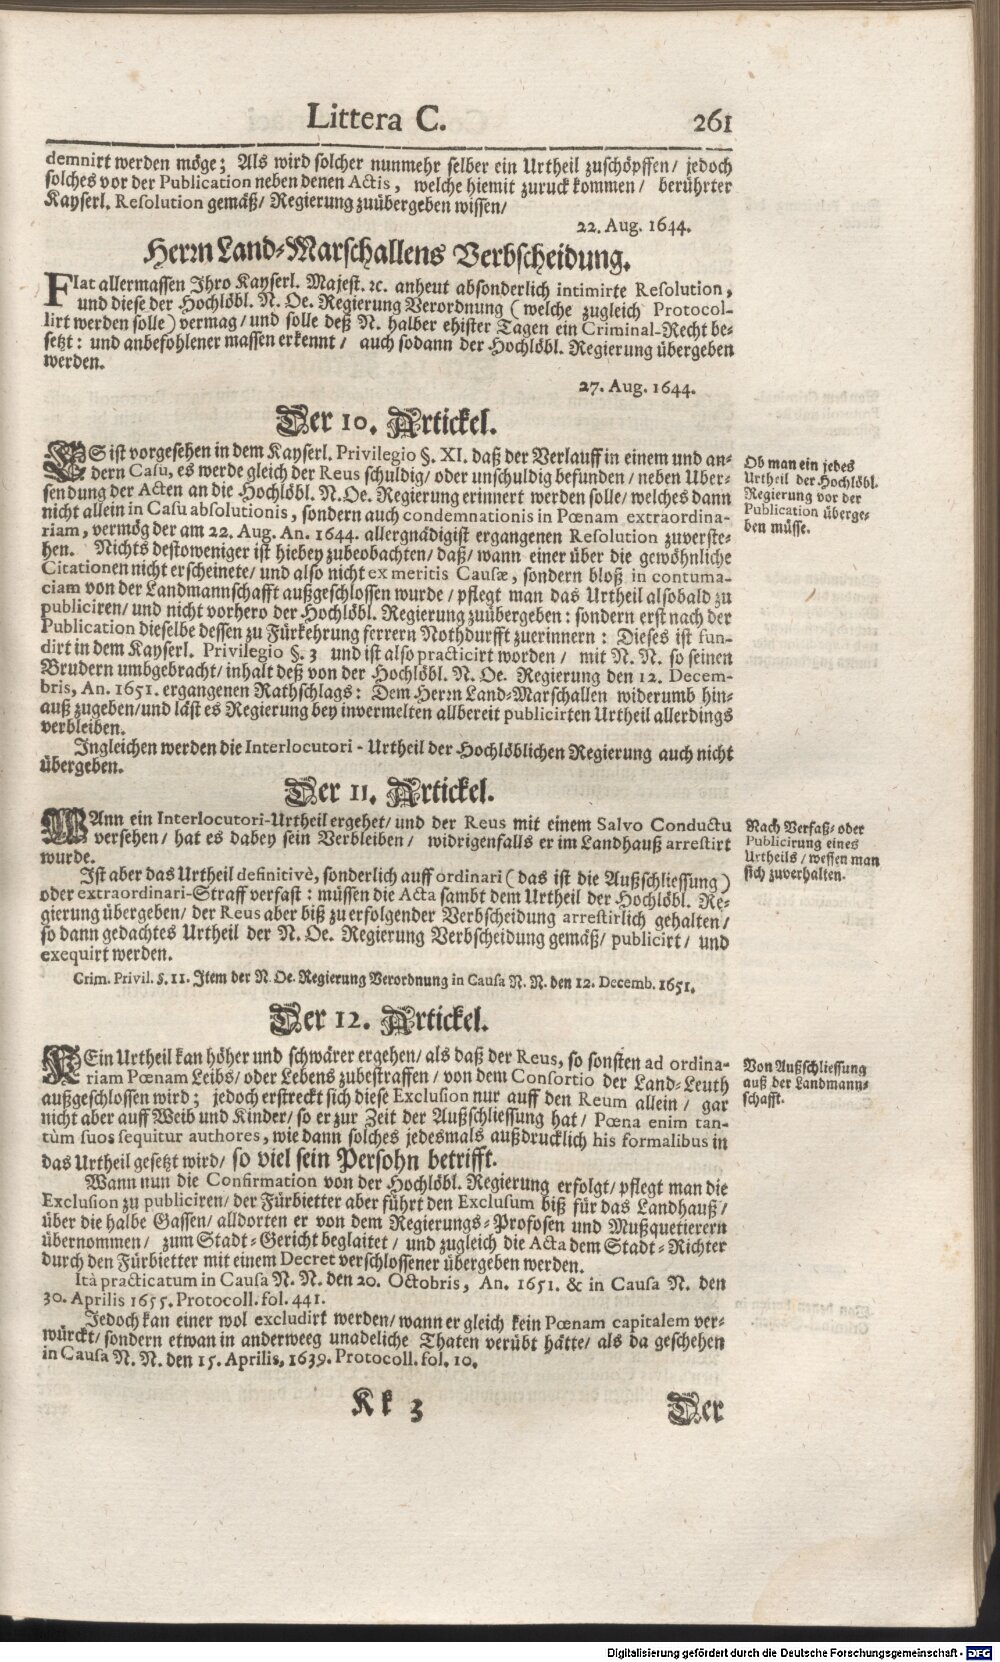 Littera C. 261
demnirt werden möge; Als wird solcher nunmehr selber ein Urtheil zuschöpffen/ jedoch
solches vor der Publication neben denen Actis, welche hiemit zuruck kommen/ berührter
Kayserl. Resolution gemäß/ Regierung zuübergeben wissen/
22. Aug. 1644.
Herrn Land-Marschallens Verbscheidung.
Fiat allermassen Ihro Kayserl. Majest. ꝛc. anheut absonderlich intimirte Resolution,
und diese der Hochlöbl. N. Oe. Regierung Verordnung (welche zugleich Protocol-
lirt werden solle) vermag/ und solle deß N. halber ehister Tagen ein Criminal-Recht be-
setzt: und anbefohlener massen erkennt/ auch sodann der Hochlöbl. Regierung übergeben
werden.
27. Aug. 1644.
Der 10. Artickel.
ES ist vorgesehen in dem Kayserl. Privilegio §. XI. daß der Verlauff in einem und an-
dern Casu, es werde gleich der Reus schuldig/ oder unschuldig befunden/ neben Uber-
sendung der Acten an die Hochlöbl. N. Oe. Regierung erinnert werden solle/ welches dann
nicht allein in Casu absolutionis, sondern auch condemnationis in Pœnam extraordina-
riam, vermög der am 22. Aug. An. 1644. allergnädigist ergangenen Resolution zuverste-
hen. Nichts destoweniger ist hiebey zubeobachten/ daß/ wann einer über die gewöhnliche
Citationen nicht erscheinete/ und also nicht ex meritis Causæ, sondern bloß in contuma-
ciam von der Landmannschafft außgeschlossen wurde/ pflegt man das Urtheil alsobald zu
publiciren/ und nicht vorhero der Hochlöbl. Regierung zuübergeben: sondern erst nach der
Publication dieselbe dessen zu Fürkehrung ferrern Nothdurfft zuerinnern: Dieses ist fun-
dirt in dem Kayserl. Privilegio §. 3 und ist also practicirt worden/ mit N. N. so seinen
Brudern umbgebracht/ inhalt deß von der Hochlöbl. N. Oe. Regierung den 12. Decem-
bris, An. 1651. ergangenen Rathschlags: Dem Herrn Land-Marschallen widerumb hin-
auß zugeben/ und läst es Regierung bey invermelten allbereit publicirten Urtheil allerdings
verbleiben.
Ingleichen werden die Interlocutori-Urtheil der Hochlöblichen Regierung auch nicht
übergeben.
Ob man ein jedes
Urtheil der Hochlöbl.
Regierung vor der
Publication überge-
ben müsse.
Der 11. Artickel.
WAnn ein Interlocutori-Urtheil ergehet/ und der Reus mit einem Salvo Conductu
versehen/ hat es dabey sein Verbleiben/ widrigenfalls er im Landhauß arrestirt
wurde.
Ist aber das Urtheil definitivè, sonderlich auff ordinari (das ist die Außschliessung)
oder extraordinari-Straff verfast: müssen die Acta sambt dem Urtheil der Hochlöbl. Re-
gierung übergeben/ der Reus aber biß zu erfolgender Verbscheidung arrestirlich gehalten/
so dann gedachtes Urtheil der N. Oe. Regierung Verbscheidung gemäß/ publicirt/ und
exequirt werden.
Crim. Privil. §. 11. Item der N. Oe. Regierung Verordnung in Causa N. N. den 12. Decemb. 1651.
Nach Verfaß- oder
Publicirung eines
Urtheils/ wessen man
sich zuverhalten.
Der 12. Artickel.
KEin Urtheil kan höher und schwärer ergehen/ als daß der Reus, so sonsten ad ordina-
riam Pœnam Leibs/ oder Lebens zubestraffen/ von dem Consortio der Land-Leuth
außgeschlossen wird; jedoch erstreckt sich diese Exclusion nur auff den Reum allein/ gar
nicht aber auff Weib und Kinder/ so er zur Zeit der Außschliessung hat/ Pœna enim tan-
tùm suos sequitur authores, wie dann solches jedesmals außdrucklich his formalibus in
das Urtheil gesetzt wird/ so viel sein Persohn betrifft.
Wann nun die Confirmation von der Hochlöbl. Regierung erfolgt/ pflegt man die
Exclusion zu publiciren/ der Fürbietter aber führt den Exclusum biß für das Landhauß/
über die halbe Gassen/ alldorten er von dem Regierungs-Profosen und Mußquetierern
übernommen/ zum Stadt-Gericht beglaitet/ und zugleich die Acta dem Stadt-Richter
durch den Fürbietter mit einem Decret verschlossener übergeben werden.
Ità practicatum in Causa N. N. den 20. Octobris, An. 1651. & in Causa N. den
30. Aprilis 1655. Protocoll. fol. 441.
Jedoch kan einer wol excludirt werden/ wann er gleich kein Pœnam capitalem ver-
würckt/ sondern etwan in anderweeg unadeliche Thaten verübt hätte/ als da geschehen
in Causa N. N. den 15. Aprilis, 1639. Protocoll. fol. 10.
Von Außschliessung
auß der Landmann-
schafft.
Kk 3 Der
Digitalisierung gefördert durch die Deutsche Forschungsgemeinschaft - DFG